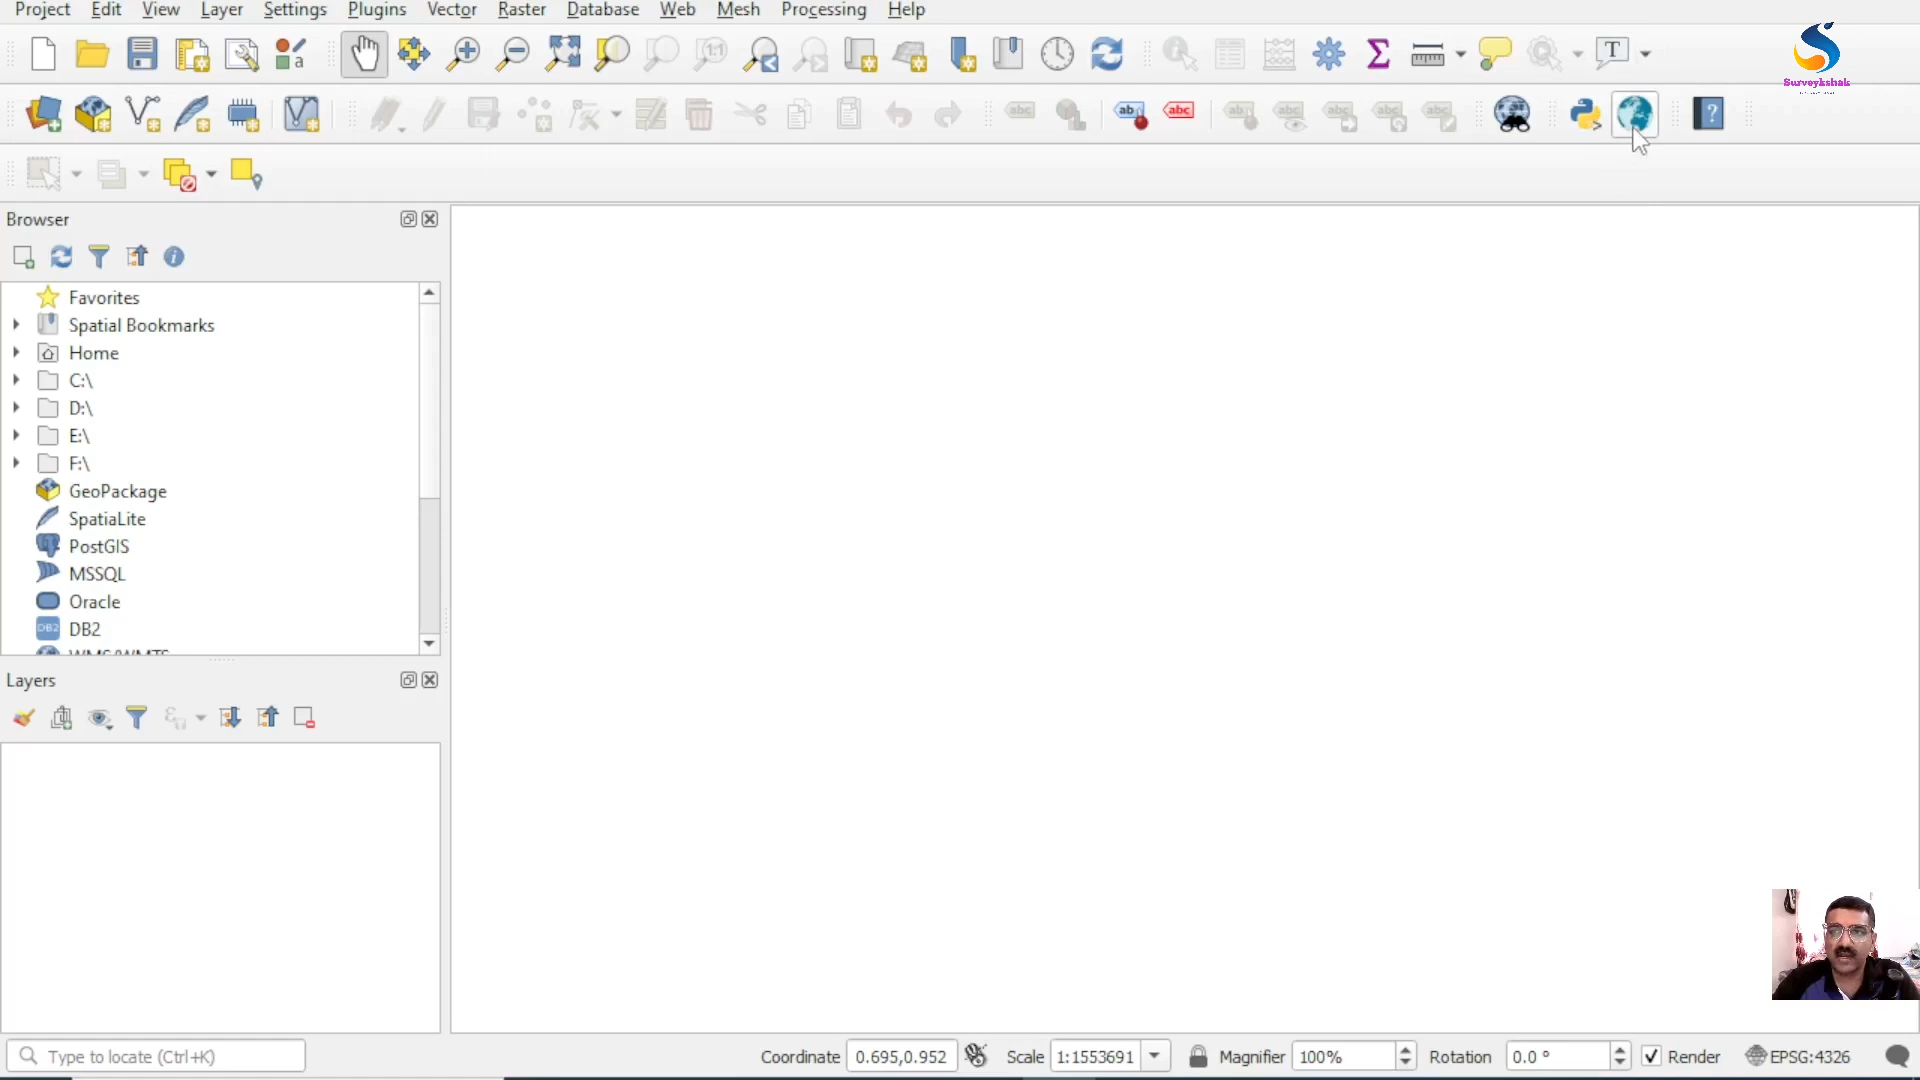 Project Edit View Layer Settings Plugins Vector Raster Database Web Mesh Processing Help
Surveykshak
Browser
Favorites
Spatial Bookmarks
Home
C:\
D:\
E:\
F:\
GeoPackage
SpatiaLite
PostGIS
MSSQL
Oracle
DB2
WMS/WMTS
Layers
Type to locate (Ctrl+K)
Coordinate 0.695,0.952 Scale 1:1553691 Magnifier 100% Rotation 0.0 ° Render EPSG:4326